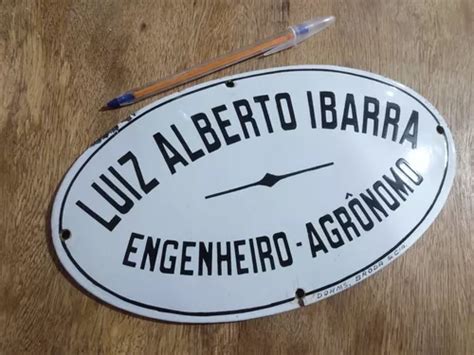 LUIZ ALBERTO IBARRA
ENGENHEIRO-AGRÔNOMO